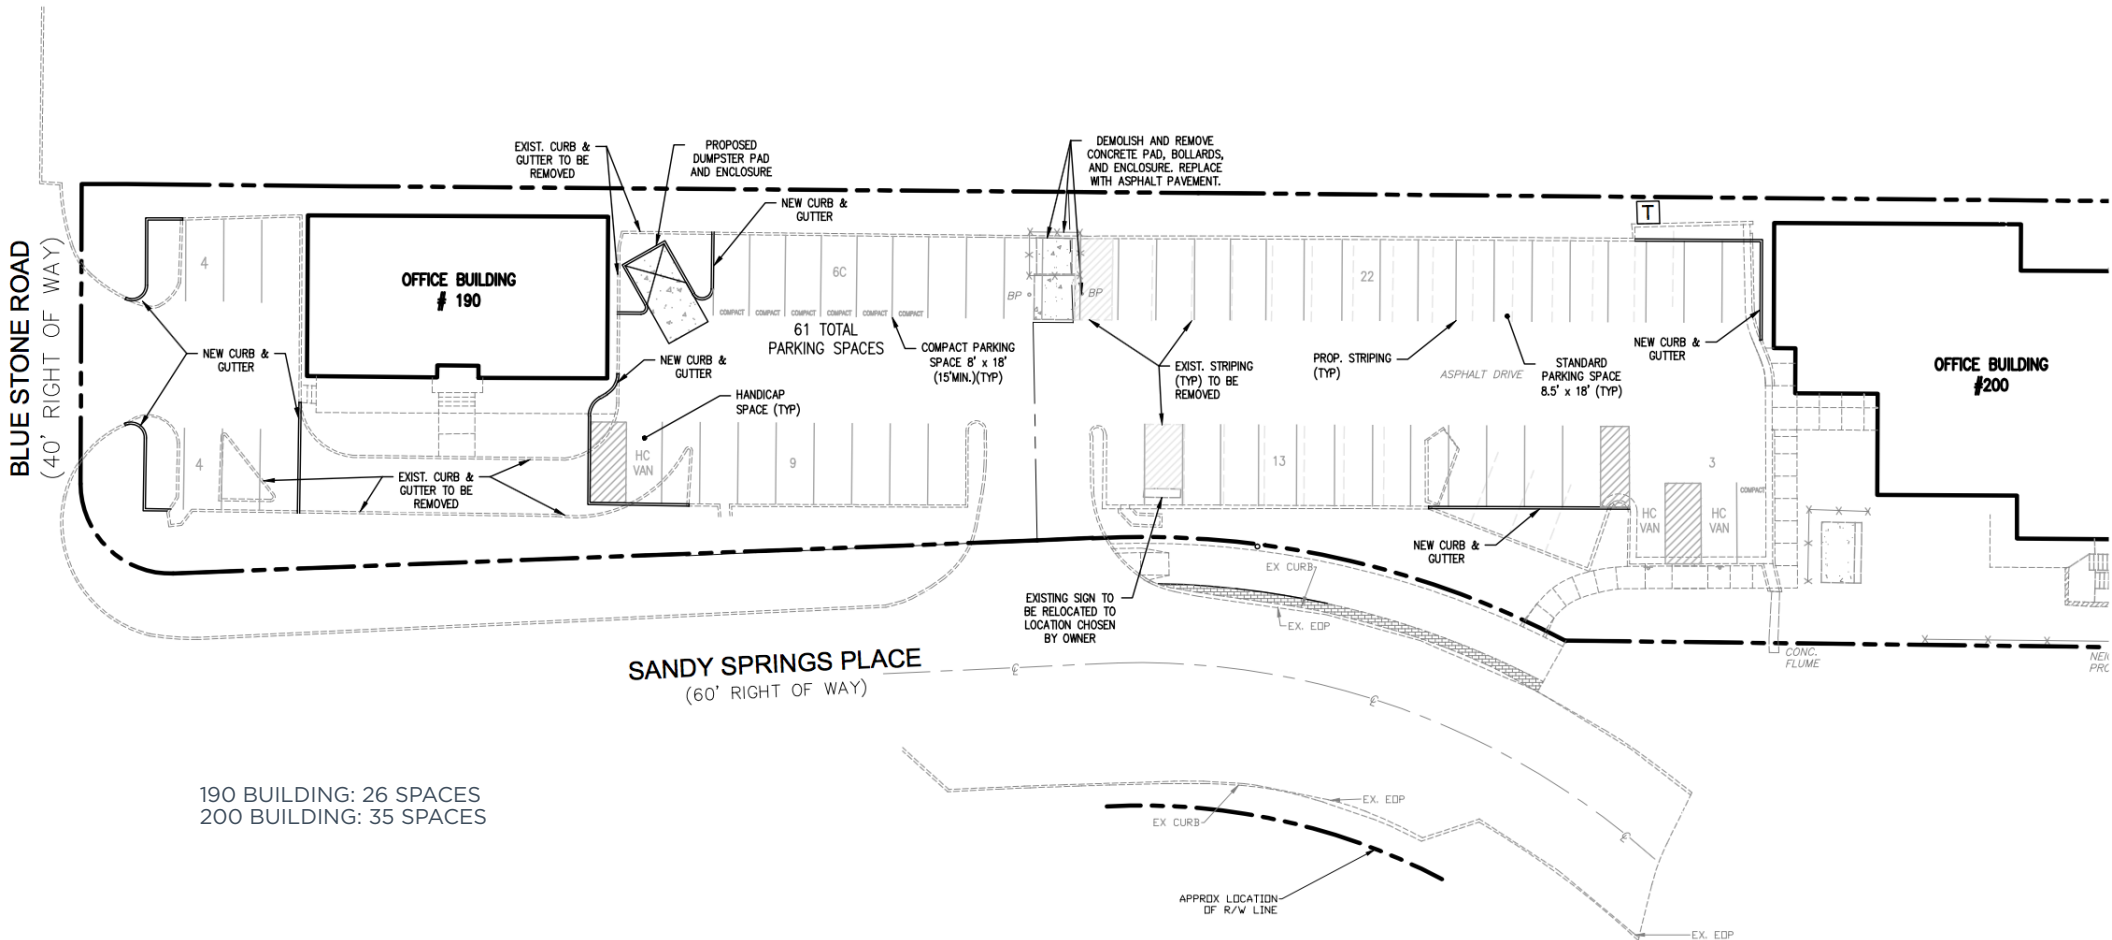 EXIST. CURB &
GUTTER TO BE
REMOVED
PROPOSED
DUMPSTER PAD
AND ENCLOSURE
DEMOLISH AND REMOVE
CONCRETE PAD, BOLLARDS,
AND ENCLOSURE. REPLACE
WITH ASPHALT PAVEMENT.
NEW CURB &
GUTTER
T
BLUE STONE ROAD
(40' RIGHT OF WAY)
4
OFFICE BUILDING
# 190
6C
COMPACT
COMPACT
COMPACT
COMPACT
COMPACT
COMPACT
61 TOTAL
PARKING SPACES
BP
BP
22
COMPACT PARKING
SPACE 8' x 18'
(15'MIN.)(TYP)
EXIST. STRIPING
(TYP) TO BE
REMOVED
PROP. STRIPING
(TYP)
ASPHALT DRIVE
STANDARD
PARKING SPACE
8.5' x 18' (TYP)
NEW CURB &
GUTTER
OFFICE BUILDING
#200
NEW CURB &
GUTTER
NEW CURB &
GUTTER
HANDICAP
SPACE (TYP)
4
EXIST. CURB &
GUTTER TO BE
REMOVED
HC
VAN
9
13
3
COMPACT
HC
VAN
HC
VAN
NEW CURB &
GUTTER
EX CURB
EX. EOP
EXISTING SIGN TO
BE RELOCATED TO
LOCATION CHOSEN
BY OWNER
CONC.
FLUME
SANDY SPRINGS PLACE
(60' RIGHT OF WAY)
190 BUILDING: 26 SPACES
200 BUILDING: 35 SPACES
EX. EOP
EX CURB
APPROX LOCATION
OF R/W LINE
EX. EOP